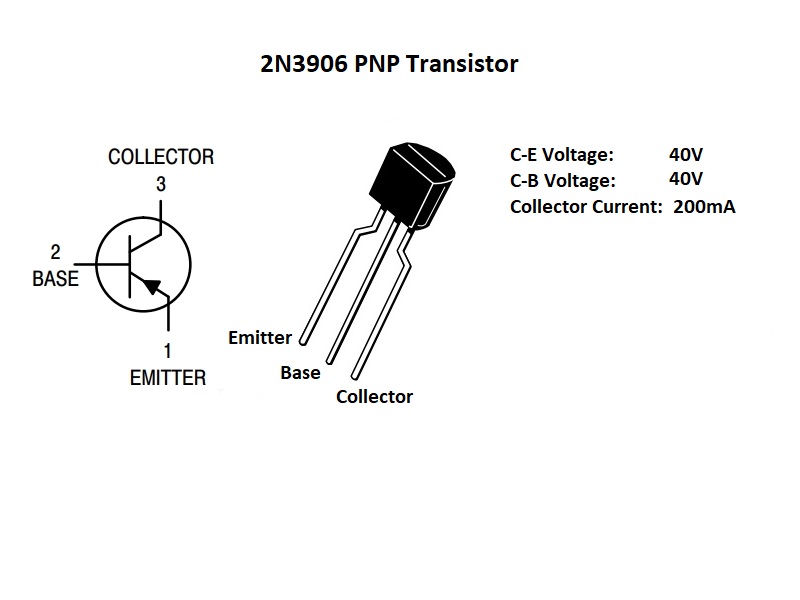 2N3906 PNP Transistor
COLLECTOR
3
2
BASE
1
EMITTER
Emitter
Base
Collector
C-E Voltage: 40V
C-B Voltage: 40V
Collector Current: 200mA